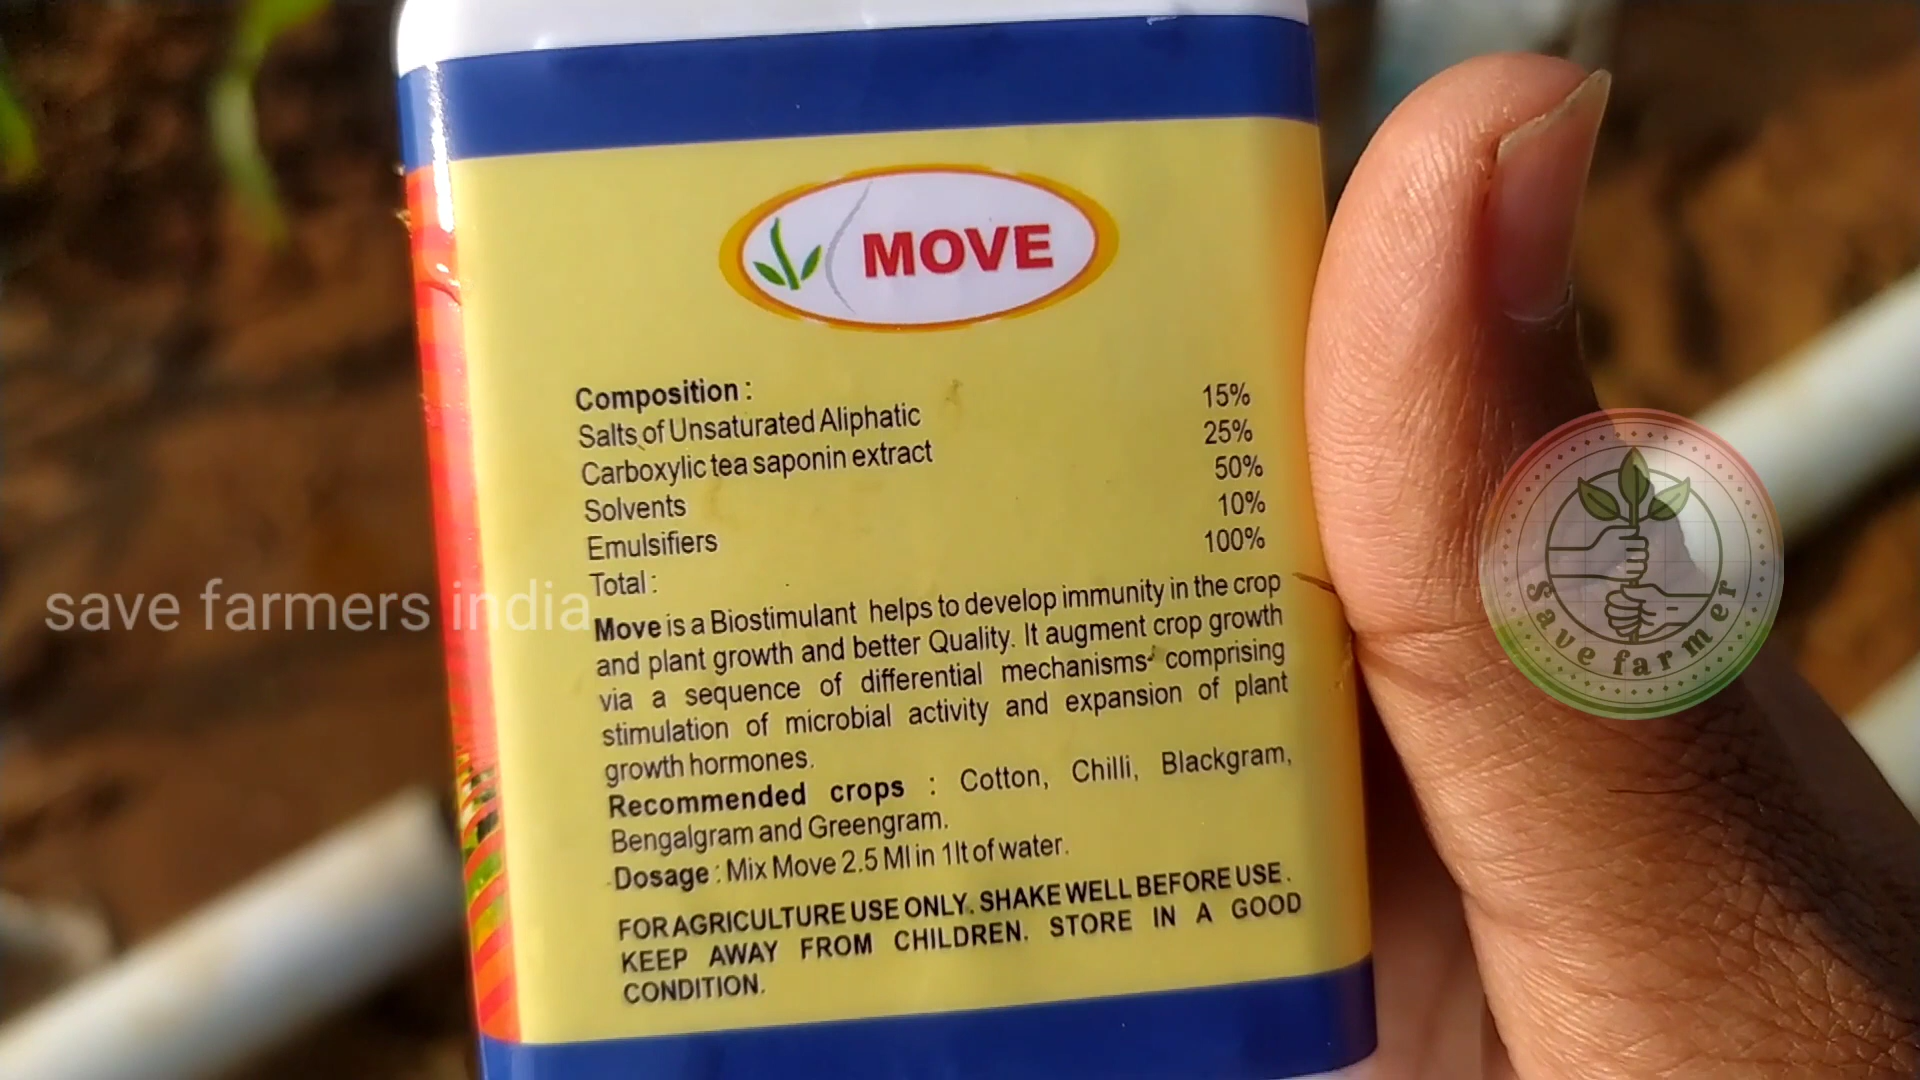 MOVE
Composition :
Salts of Unsaturated Aliphatic 15%
Carboxylic tea saponin extract 25%
Solvents 50%
Emulsifiers 10%
Total : 100%
Move is a Biostimulant helps to develop immunity in the crop
and plant growth and better Quality. It augment crop growth
via a sequence of differential mechanisms comprising
stimulation of microbial activity and expansion of plant
growth hormones.
Recommended crops : Cotton, Chilli, Blackgram,
Bengalgram and Greengram.
Dosage : Mix Move 2.5 Ml in 1lt of water.
FOR AGRICULTURE USE ONLY. SHAKE WELL BEFORE USE.
KEEP AWAY FROM CHILDREN. STORE IN A GOOD
CONDITION.
save farmers india
Save farmer